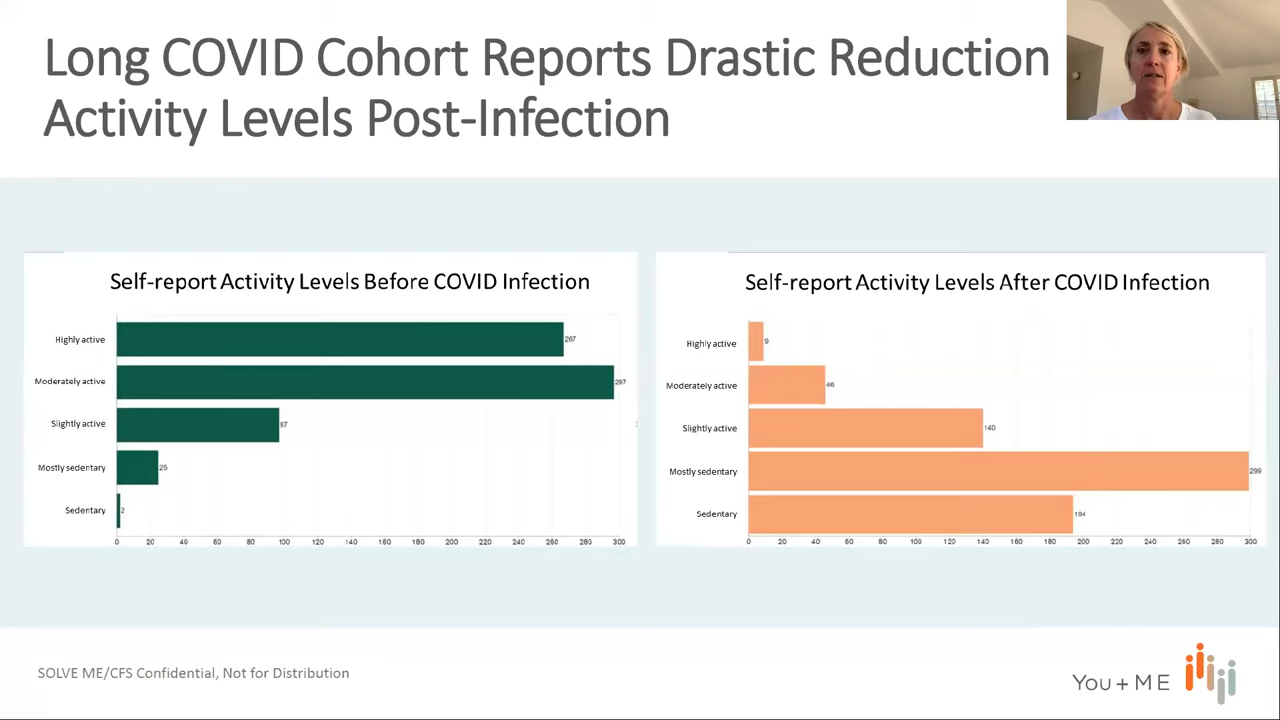 Long COVID Cohort Reports Drastic Reduction
Activity Levels Post-Infection
Self-report Activity Levels Before COVID Infection
Highly active
267
Moderately active
297
Slightly active
97
Mostly sedentary
25
Sedentary
2
0 20 40 60 80 100 120 140 160 180 200 220 240 260 280 300
Self-report Activity Levels After COVID Infection
Highly active
9
Moderately active
46
Slightly active
140
Mostly sedentary
299
Sedentary
194
0 20 40 60 80 100 120 140 160 180 200 220 240 260 280 300
SOLVE ME/CFS Confidential, Not for Distribution
You + ME